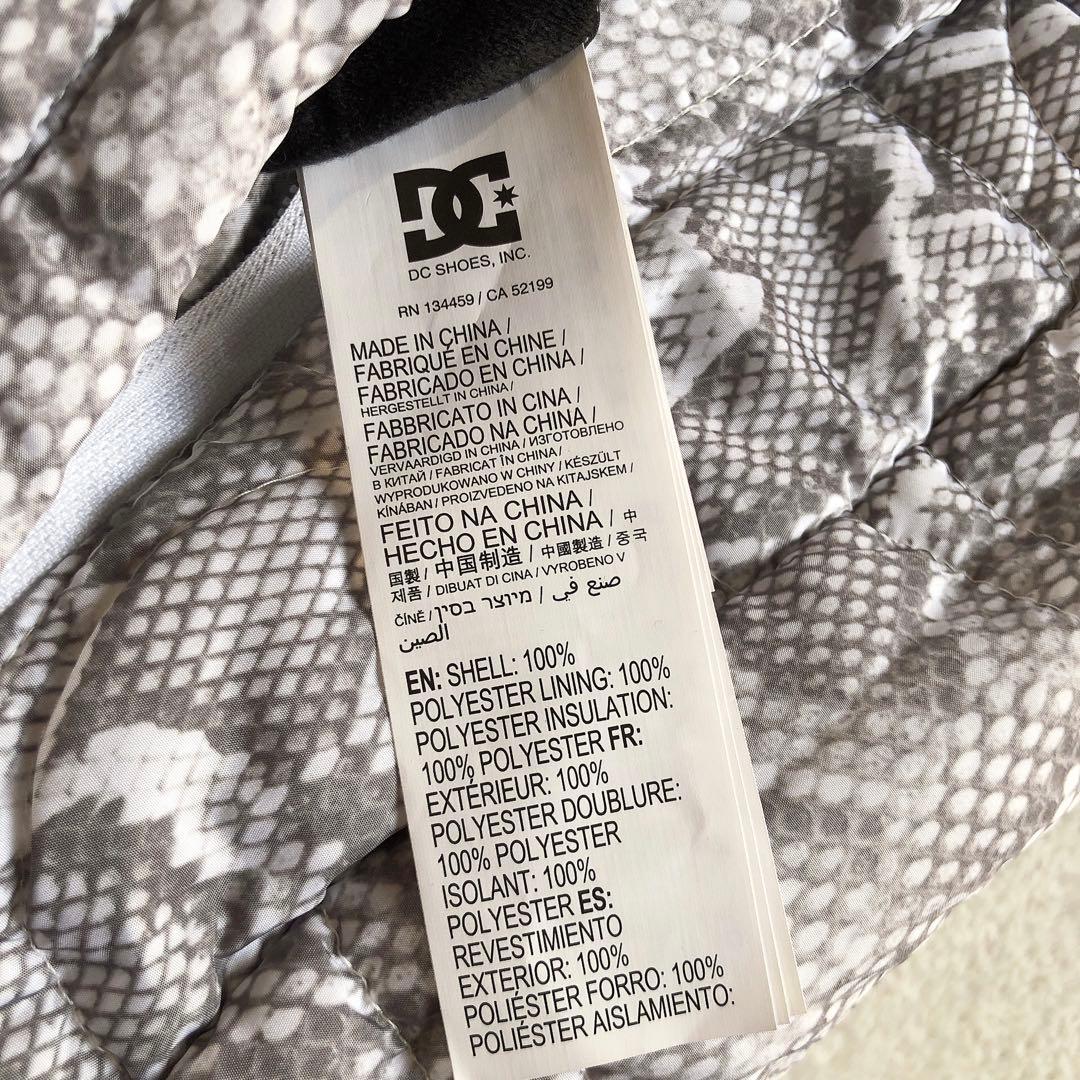 DC
DC SHOES, INC.
RN 134459 / CA 52199
MADE IN CHINA /
FABRIQUÉ EN CHINE /
FABRICADO EN CHINA /
HERGESTELLT IN CHINA /
FABBRICATO IN CINA /
FABRICADO NA CHINA /
VERVAARDIGD IN CHINA / ИЗГОТОВЛЕНО
В КИТАЙ / FABRICAT ÎN CHINA /
WYPRODUKOWANO W CHINY / KÉSZÜLT
KÍNÁBAN / PROIZVEDENO NA KITAJSKEM /
FEITO NA CHINA /
HECHO EN CHINA / 中
国製 / 中国制造 / 中國製造 / 중국
제품 / DIBUAT DI CINA / VYROBENO V
ČÍNĚ / מיוצר בסין / صنع في
الصين
EN: SHELL: 100%
POLYESTER LINING: 100%
POLYESTER INSULATION:
100% POLYESTER FR:
EXTÉRIEUR: 100%
POLYESTER DOUBLURE:
100% POLYESTER
ISOLANT: 100%
POLYESTER ES:
REVESTIMIENTO
EXTERIOR: 100%
POLIÉSTER FORRO: 100%
POLIÉSTER AISLAMIENTO: